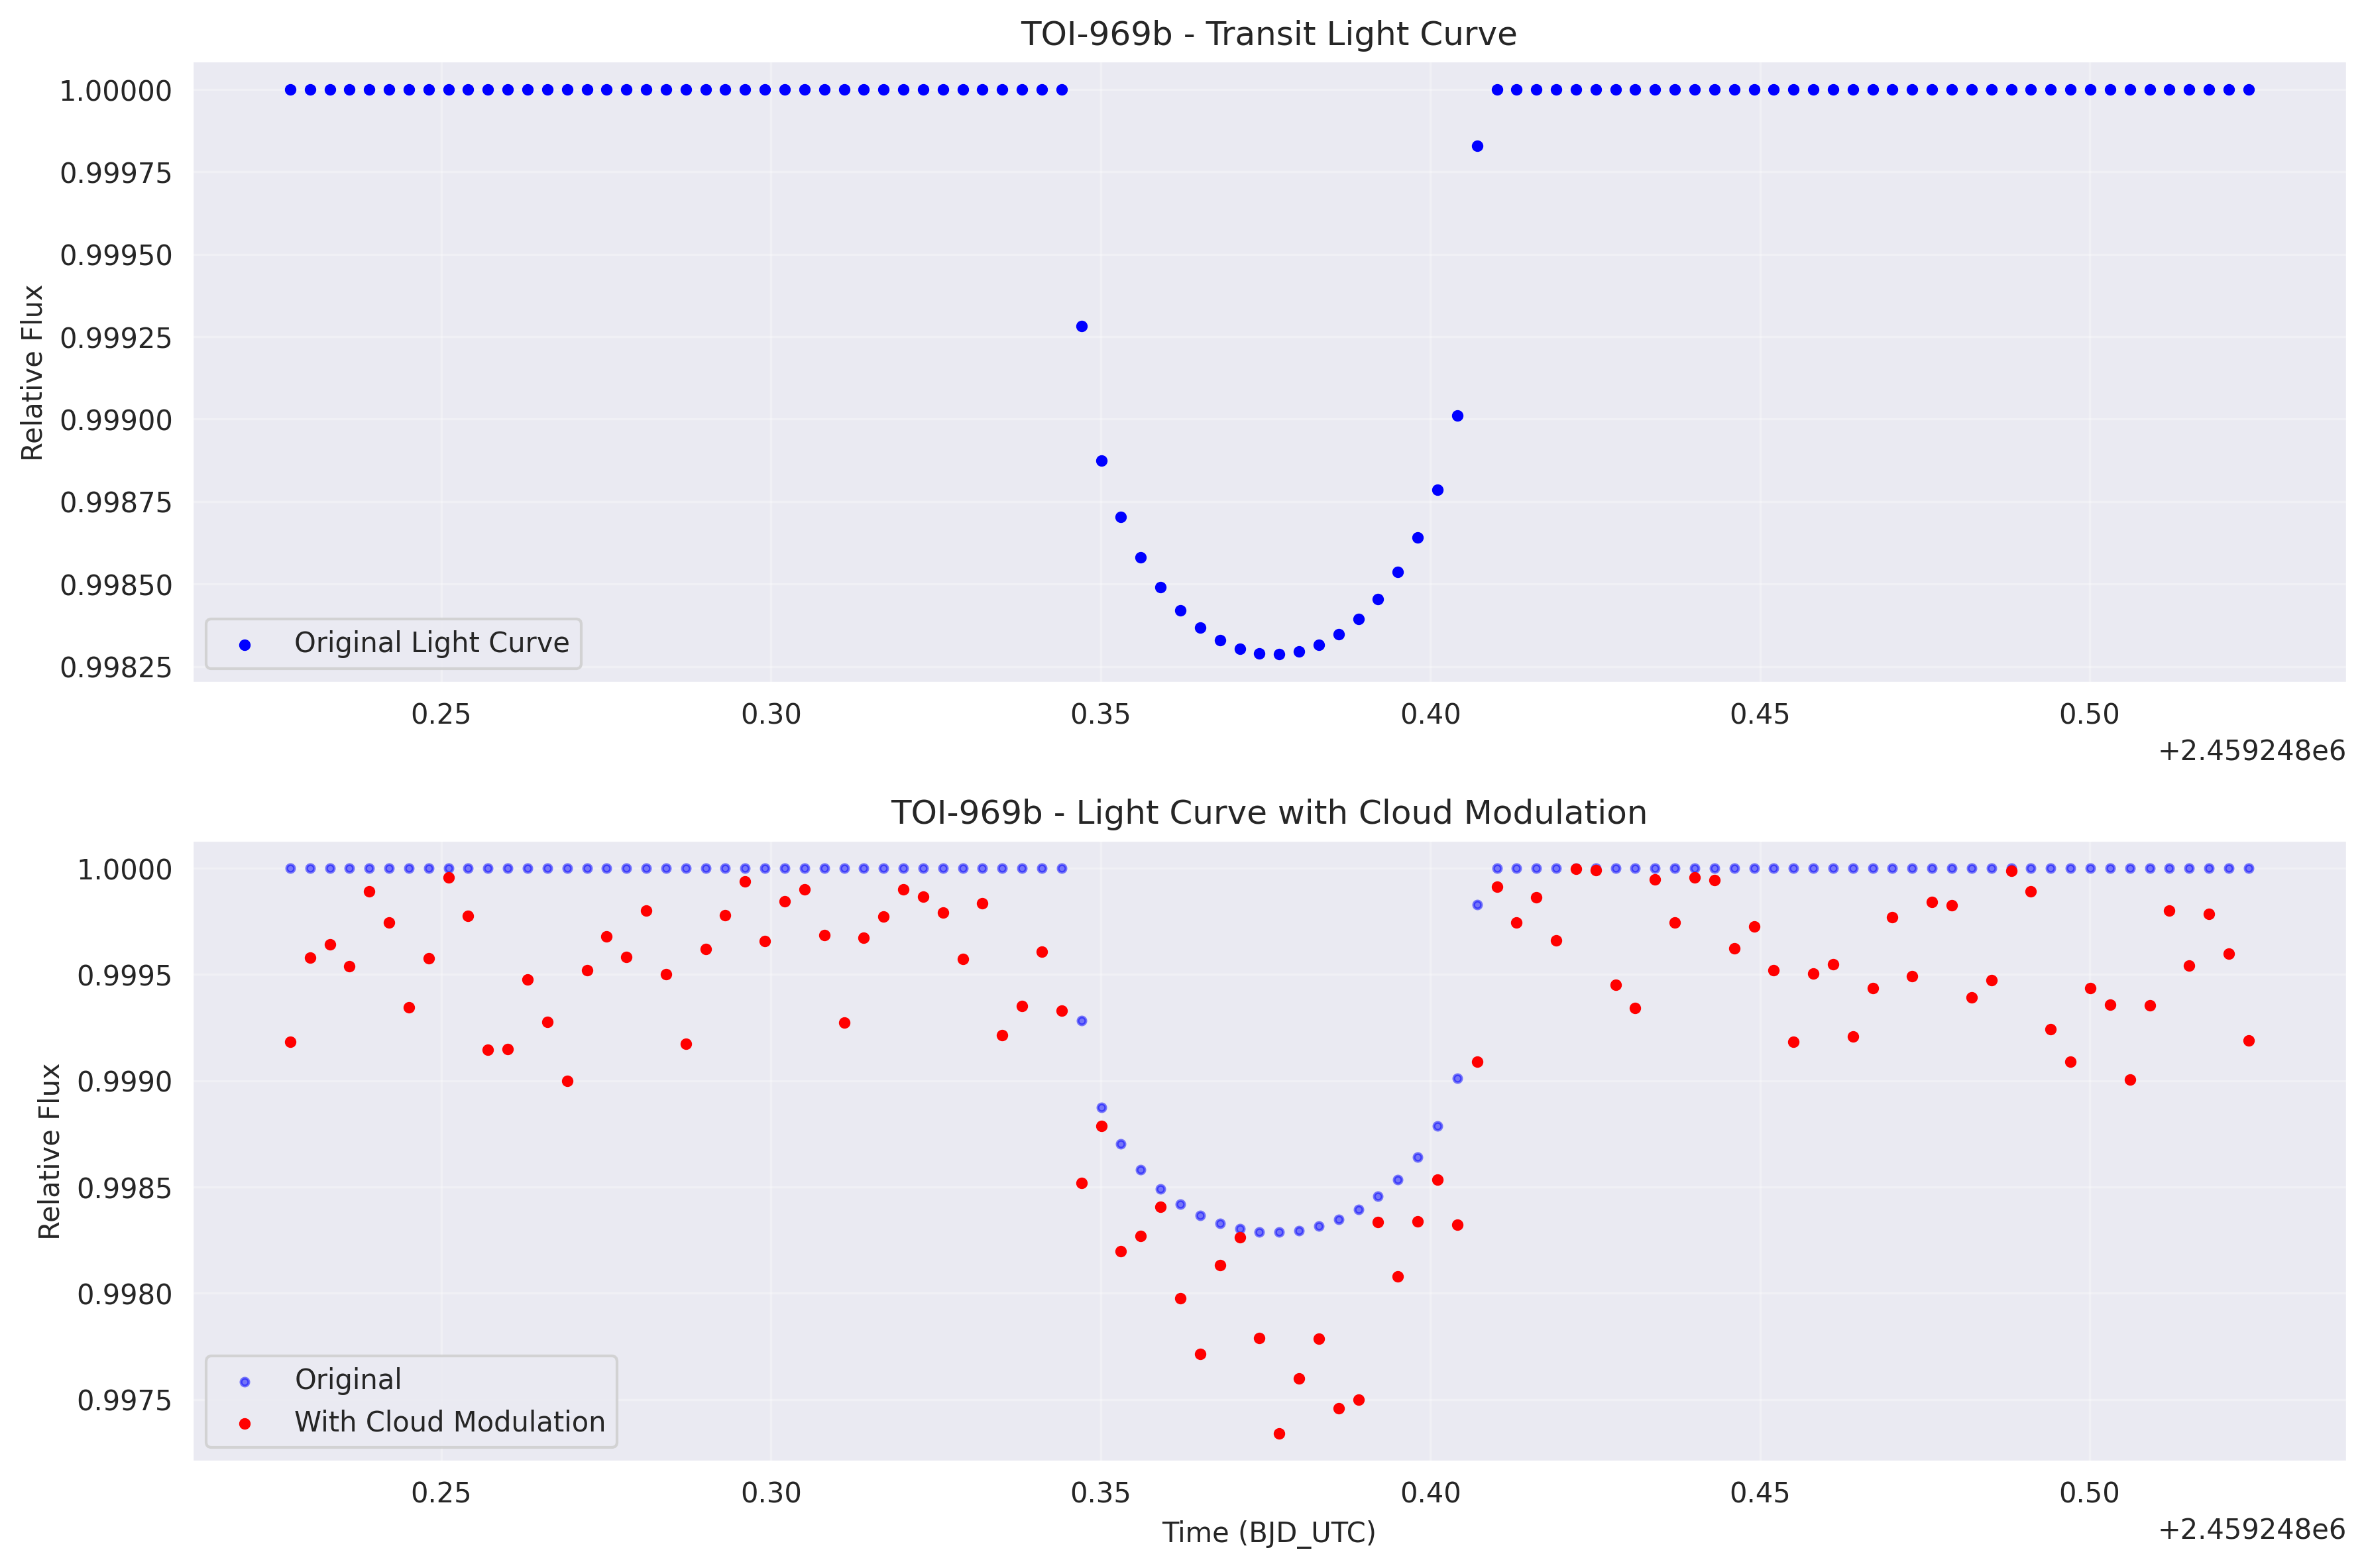 TOI-969b - Transit Light Curve
Relative Flux
1.00000
0.99975
0.99950
0.99925
0.99900
0.99875
0.99850
0.99825
Original Light Curve
0.25 0.30 0.35 0.40 0.45 0.50
+2.459248e6
TOI-969b - Light Curve with Cloud Modulation
Relative Flux
1.0000
0.9995
0.9990
0.9985
0.9980
0.9975
Original
With Cloud Modulation
0.25 0.30 0.35 0.40 0.45 0.50
Time (BJD_UTC)
+2.459248e6